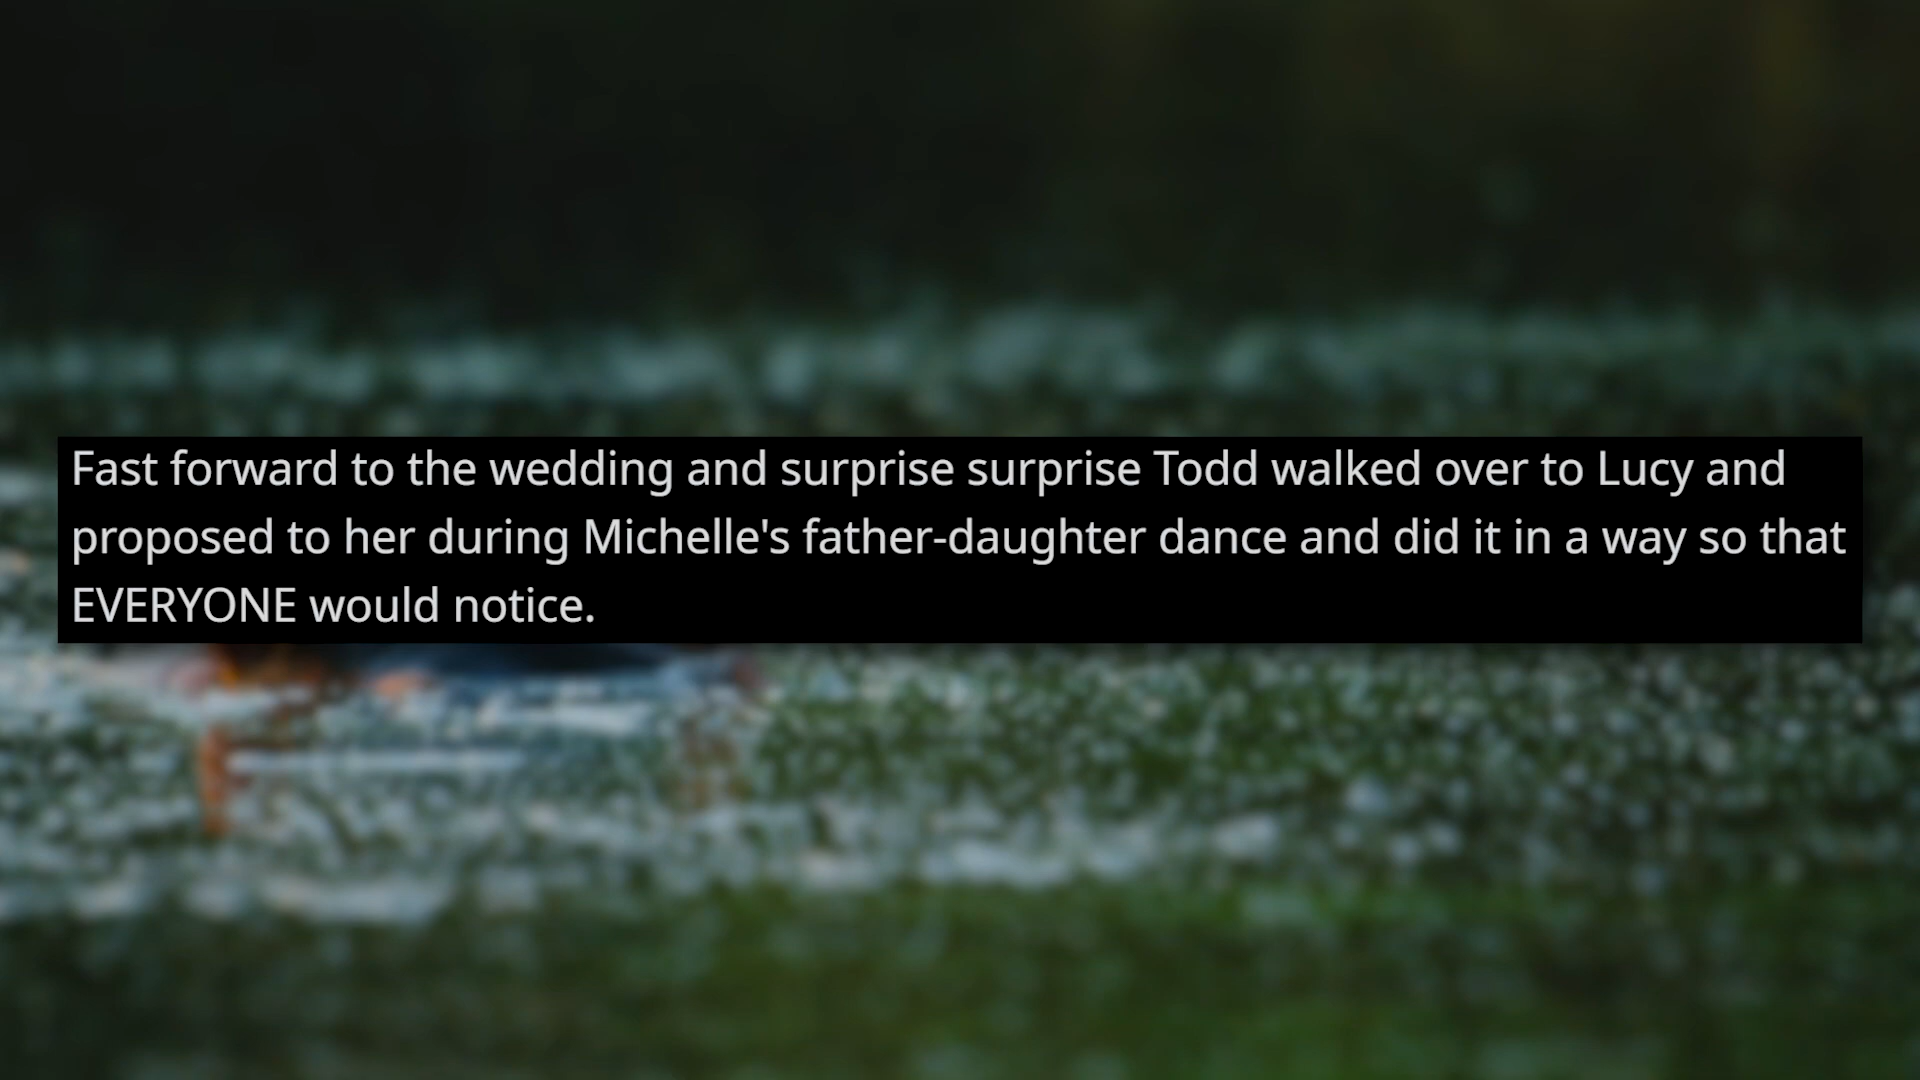 Fast forward to the wedding and surprise surprise Todd walked over to Lucy and
proposed to her during Michelle's father-daughter dance and did it in a way so that
EVERYONE would notice.